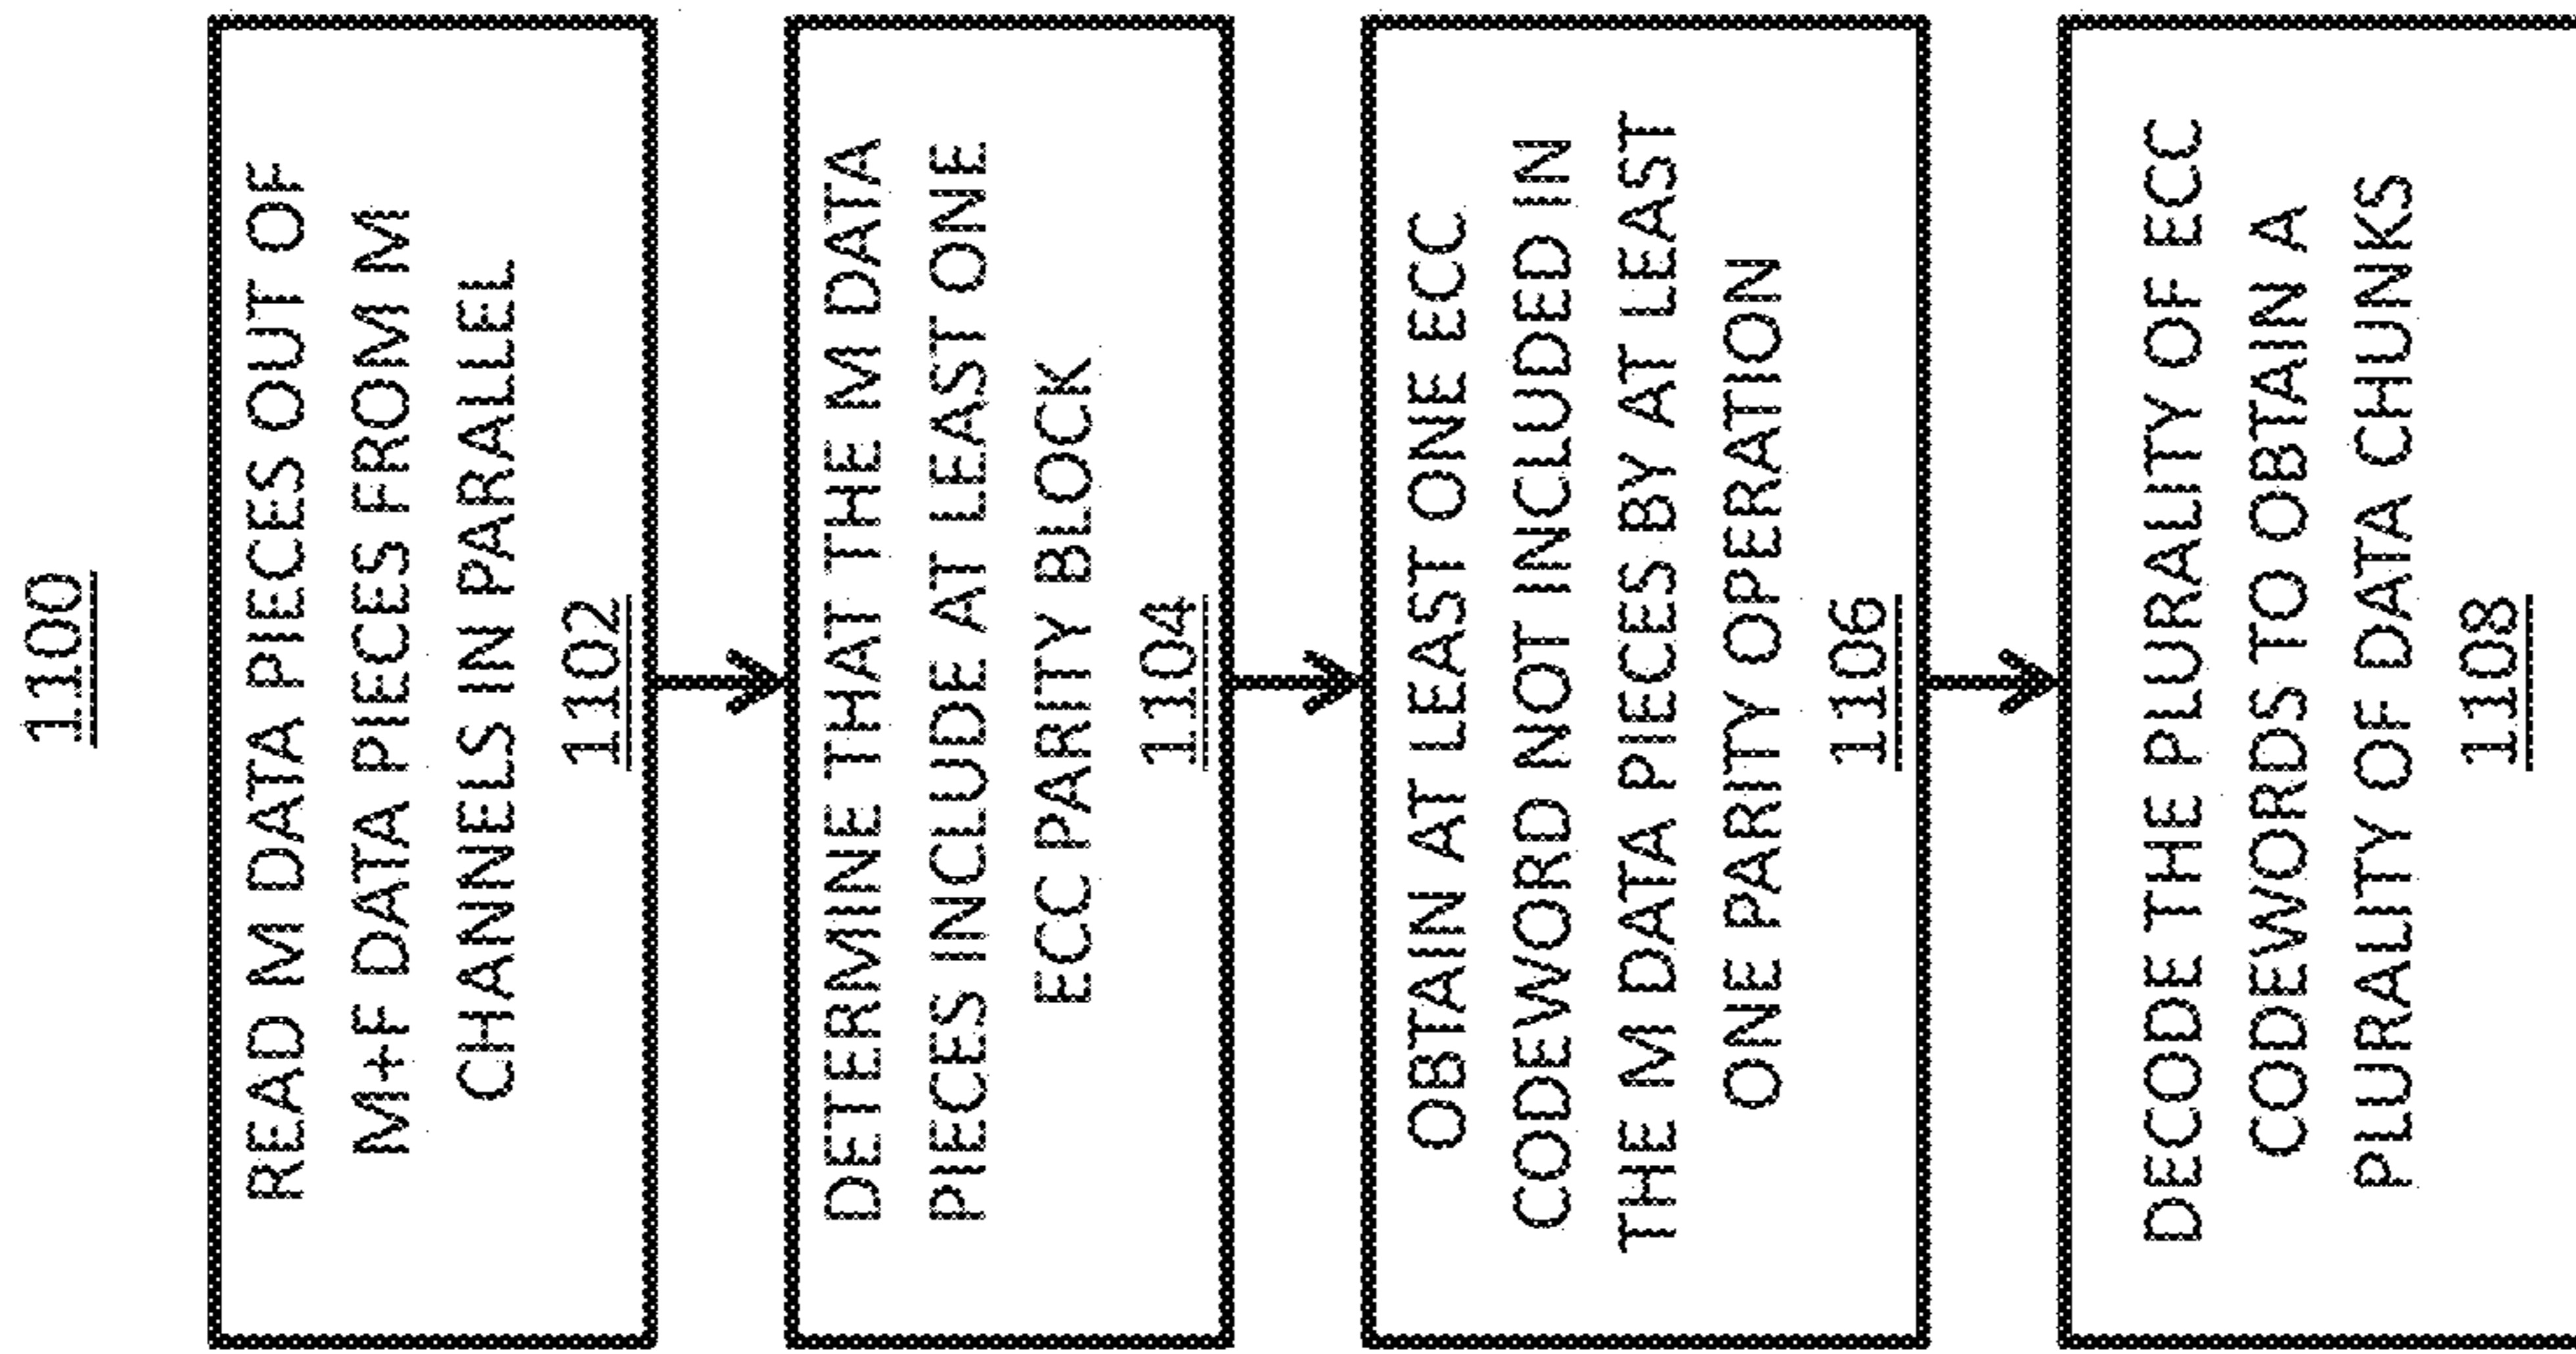 1100
READ M DATA PIECES OUT OF
M+F DATA PIECES FROM M
CHANNELS IN PARALLEL
1102
DETERMINE THAT THE M DATA
PIECES INCLUDE AT LEAST ONE
ECC PARITY BLOCK
1104
OBTAIN AT LEAST ONE ECC
CODEWORD NOT INCLUDED IN
THE M DATA PIECES BY AT LEAST
ONE PARITY OPERATION
1106
DECODE THE PLURALITY OF ECC
CODEWORDS TO OBTAIN A
PLURALITY OF DATA CHUNKS
1108